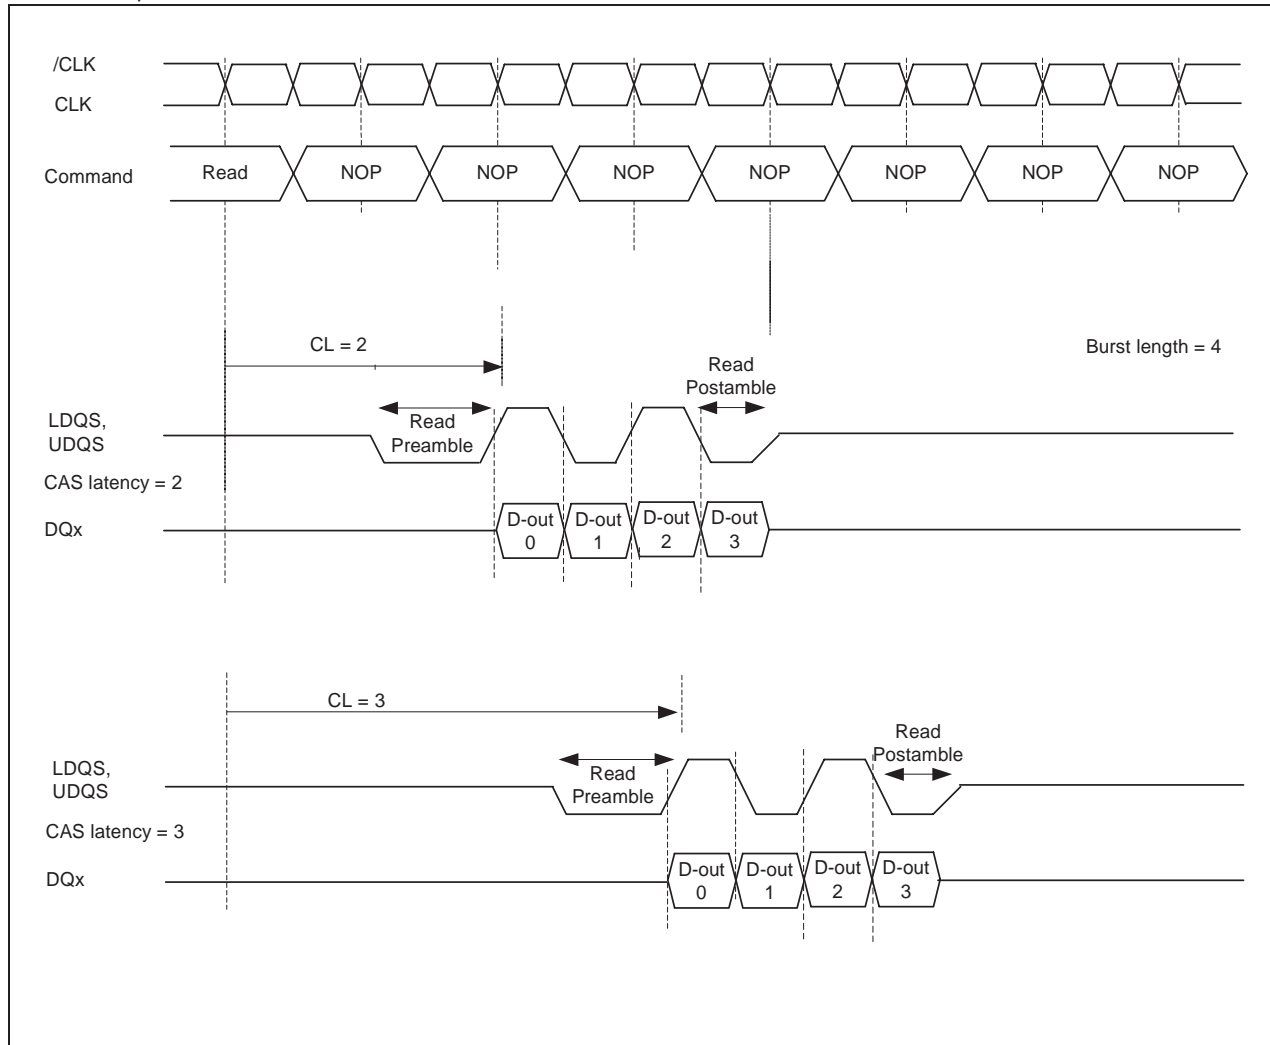 /CLK
CLK
Command
Read
NOP
NOP
NOP
NOP
NOP
NOP
NOP
CL = 2
Burst length = 4
Read
Postamble
LDQS,
UDQS
Read
Preamble
CAS latency = 2
DQx
D-out
0
D-out
1
D-out
2
D-out
3
CL = 3
Read
Postamble
LDQS,
UDQS
Read
Preamble
CAS latency = 3
DQx
D-out
0
D-out
1
D-out
2
D-out
3